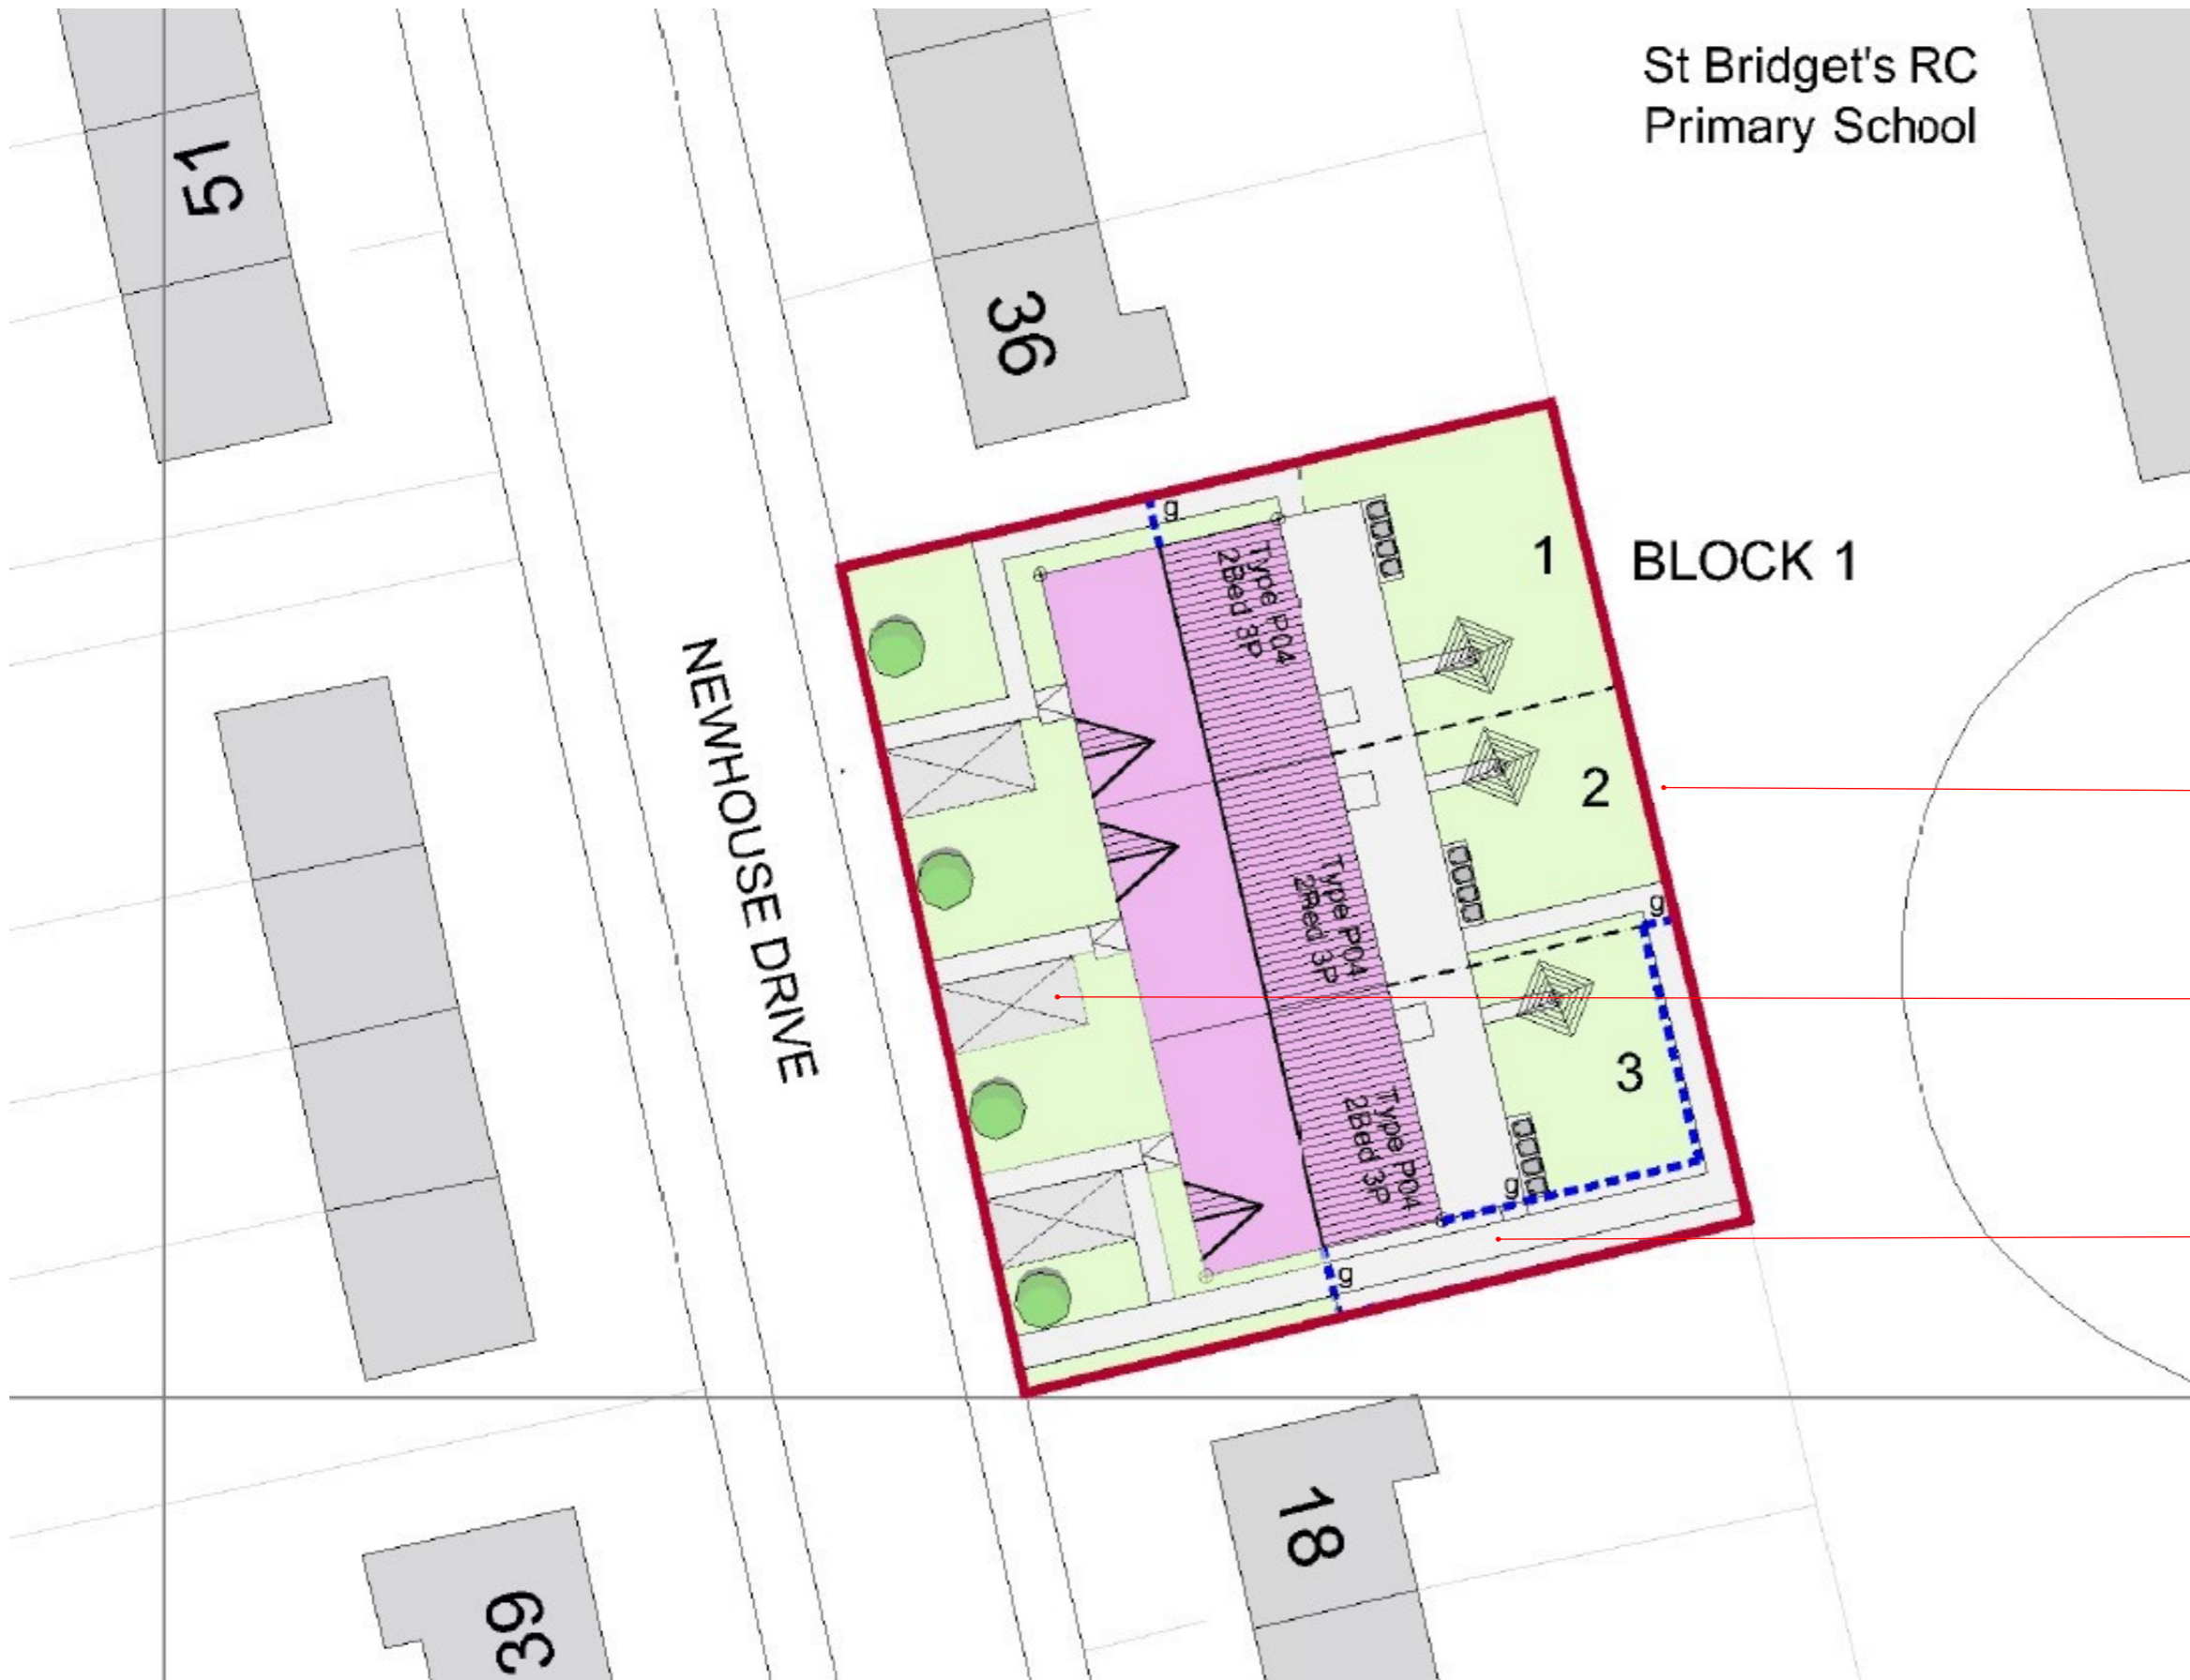 St Bridget's RC
Primary School
51
36
g
1
BLOCK 1
Type P04
2Bed 3P
NEWHOUSE DRIVE
2
Type P04
2Bed 3P
g
3
Type P04
2Bed 3P
g
g
18
39